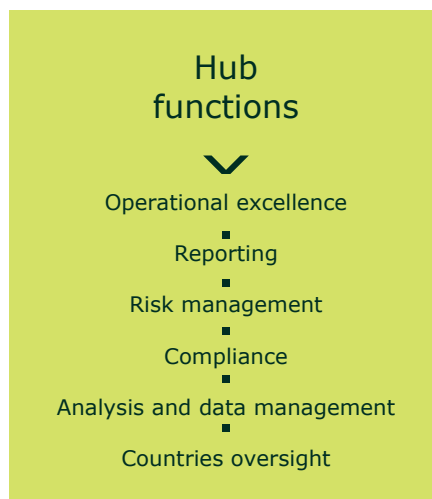 Hub
functions
Operational excellence
Reporting
Risk management
Compliance
Analysis and data management
Countries oversight